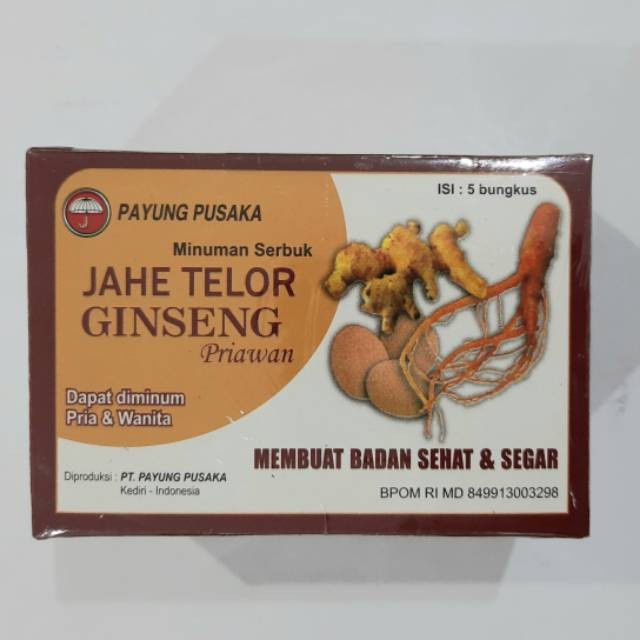 PAYUNG PUSAKA
ISI : 5 bungkus
Minuman Serbuk
JAHE TELOR
GINSENG
Priawan
Dapat diminum
Pria & Wanita
MEMBUAT BADAN SEHAT & SEGAR
Diproduksi : PT. PAYUNG PUSAKA
Kediri - Indonesia
BPOM RI MD 849913003298